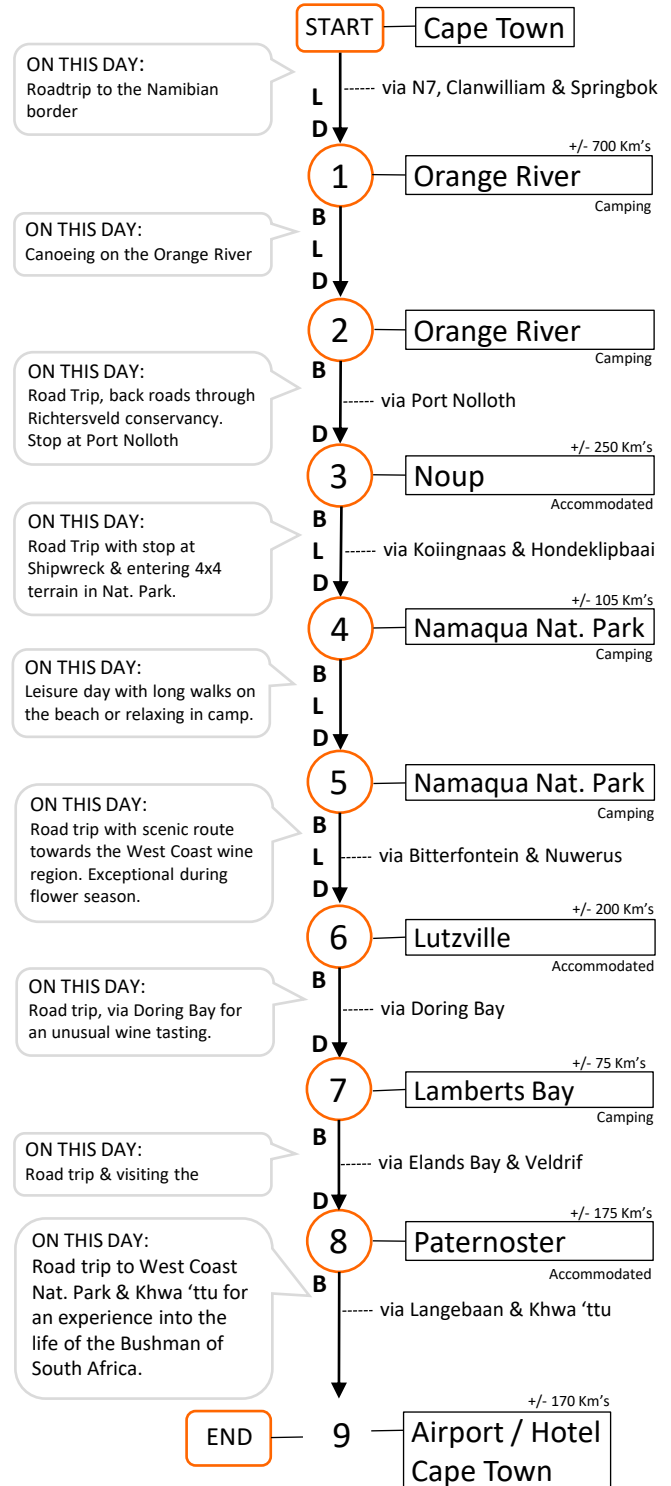 START
Cape Town
ON THIS DAY:
Roadtrip to the Namibian
border
via N7, Clanwilliam & Springbok
L
D
+/- 700 Km's
1
Orange River
Camping
ON THIS DAY:
Canoeing on the Orange River
B
L
D
2
Orange River
Camping
ON THIS DAY:
Road Trip, back roads through
Richtersveld conservancy.
Stop at Port Nolloth
B
via Port Nolloth
D
+/- 250 Km's
3
Noup
Accommodated
ON THIS DAY:
Road Trip with stop at
Shipwreck & entering 4x4
terrain in Nat. Park.
B
L
via Koiingnaas & Hondeklipbaai
D
+/- 105 Km's
4
Namaqua Nat. Park
Camping
ON THIS DAY:
Leisure day with long walks on
the beach or relaxing in camp.
B
L
D
5
Namaqua Nat. Park
Camping
ON THIS DAY:
Road trip with scenic route
towards the West Coast wine
region. Exceptional during
flower season.
B
L
via Bitterfontein & Nuwerus
D
+/- 200 Km's
6
Lutzville
Accommodated
ON THIS DAY:
Road trip, via Doring Bay for
an unusual wine tasting.
B
via Doring Bay
D
+/- 75 Km's
7
Lamberts Bay
Camping
ON THIS DAY:
Road trip & visiting the
B
via Elands Bay & Veldrif
D
+/- 175 Km's
8
Paternoster
Accommodated
ON THIS DAY:
Road trip to West Coast
Nat. Park & Khwa ‘ttu for
an experience into the
life of the Bushman of
South Africa.
B
via Langebaan & Khwa ‘ttu
+/- 170 Km's
END
9
Airport / Hotel
Cape Town